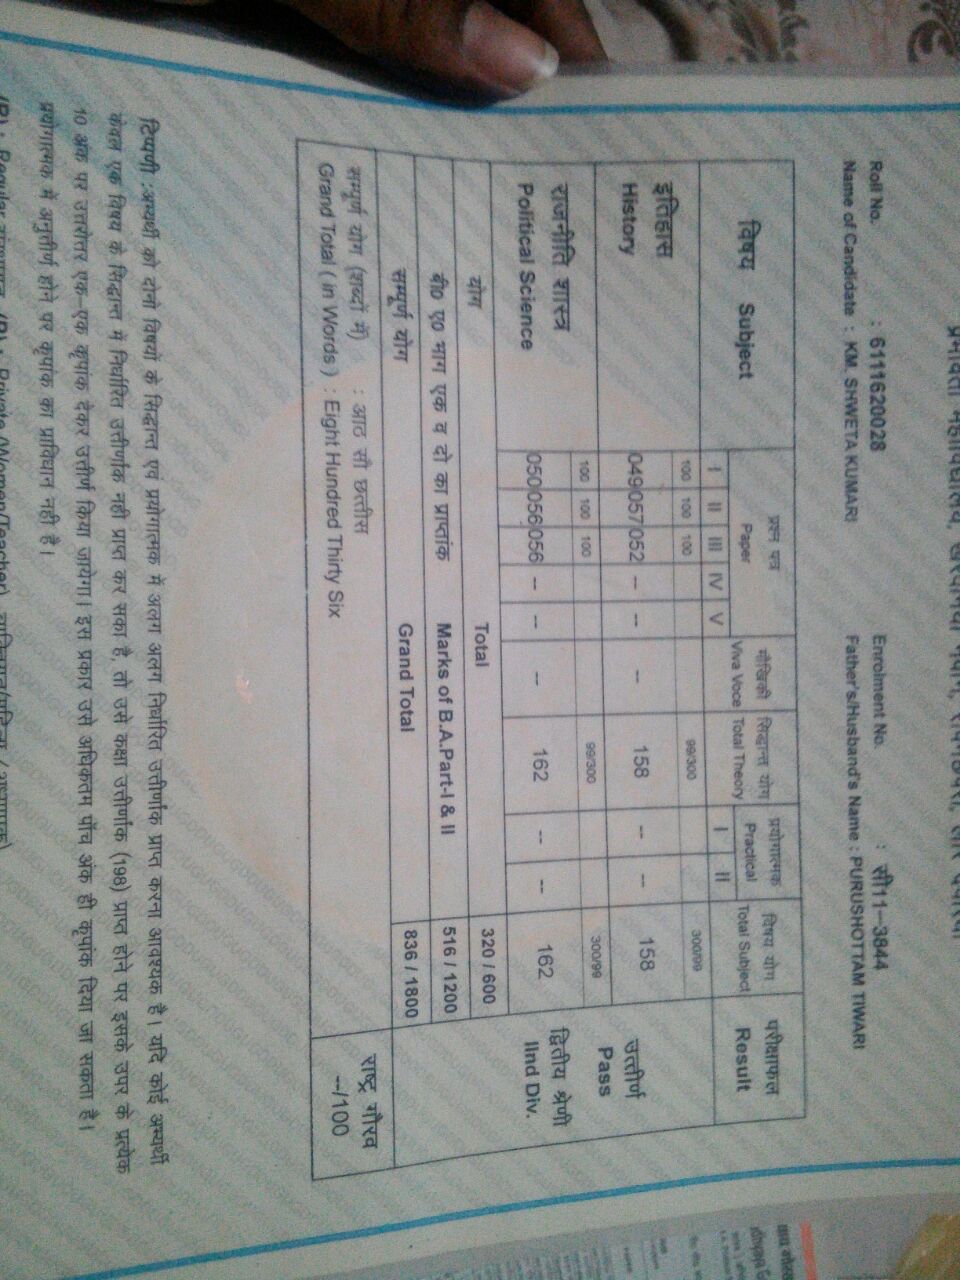 Roll No. : 6111620028 Enrolment No. : सी11–3844
Name of Candidate : KM. SHWETA KUMARI Father's/Husband's Name : PURUSHOTTAM TIWARI
विषय Subject प्रश्न पत्र Paper मौखिकी Viva Voce सिद्धान्त योग Total Theory प्रयोगात्मक Practical विषय योग Total Subject परीक्षाफल Result
I II III IV V I II
100 100 100 99/300 300/99
इतिहास
History 049 057 052 -- -- -- 158 -- -- 158 उत्तीर्ण
Pass
100 100 100 99/300 300/99
राजनीति शास्त्र द्वितीय श्रेणी
Political Science 050 056 056 -- -- -- 162 -- -- 162 IInd Div.
योग Total 320 / 600
बी० ए० भाग एक व दो का प्राप्तांक Marks of B.A.Part-I & II 516 / 1200
सम्पूर्ण योग Grand Total 836 / 1800
सम्पूर्ण योग (शब्दों में) : आठ सौ छत्तीस राष्ट्र गौरव
Grand Total ( in Words ) : Eight Hundred Thirty Six --/100
टिप्पणी :अभ्यर्थी को दोनो विषयों के सिद्धान्त एवं प्रयोगात्मक में अलग अलग निर्धारित उत्तीर्णांक प्राप्त करना आवश्यक है। यदि कोई अभ्यर्थी
केवल एक विषय के सिद्धान्त में निर्धारित उत्तीर्णांक नहीं प्राप्त कर सका है, तो उसे कक्षा उत्तीर्णांक (198) प्राप्त होने पर इसके उपर के प्रत्येक
10 अंक पर उत्तरोत्तर एक–एक कृपांक देकर उत्तीर्ण किया जायेगा। इस प्रकार उसे अधिकतम पाँच अंक ही कृपांक दिया जा सकता है।
प्रयोगात्मक में अनुत्तीर्ण होने पर कृपांक का प्राविधान नहीं है।